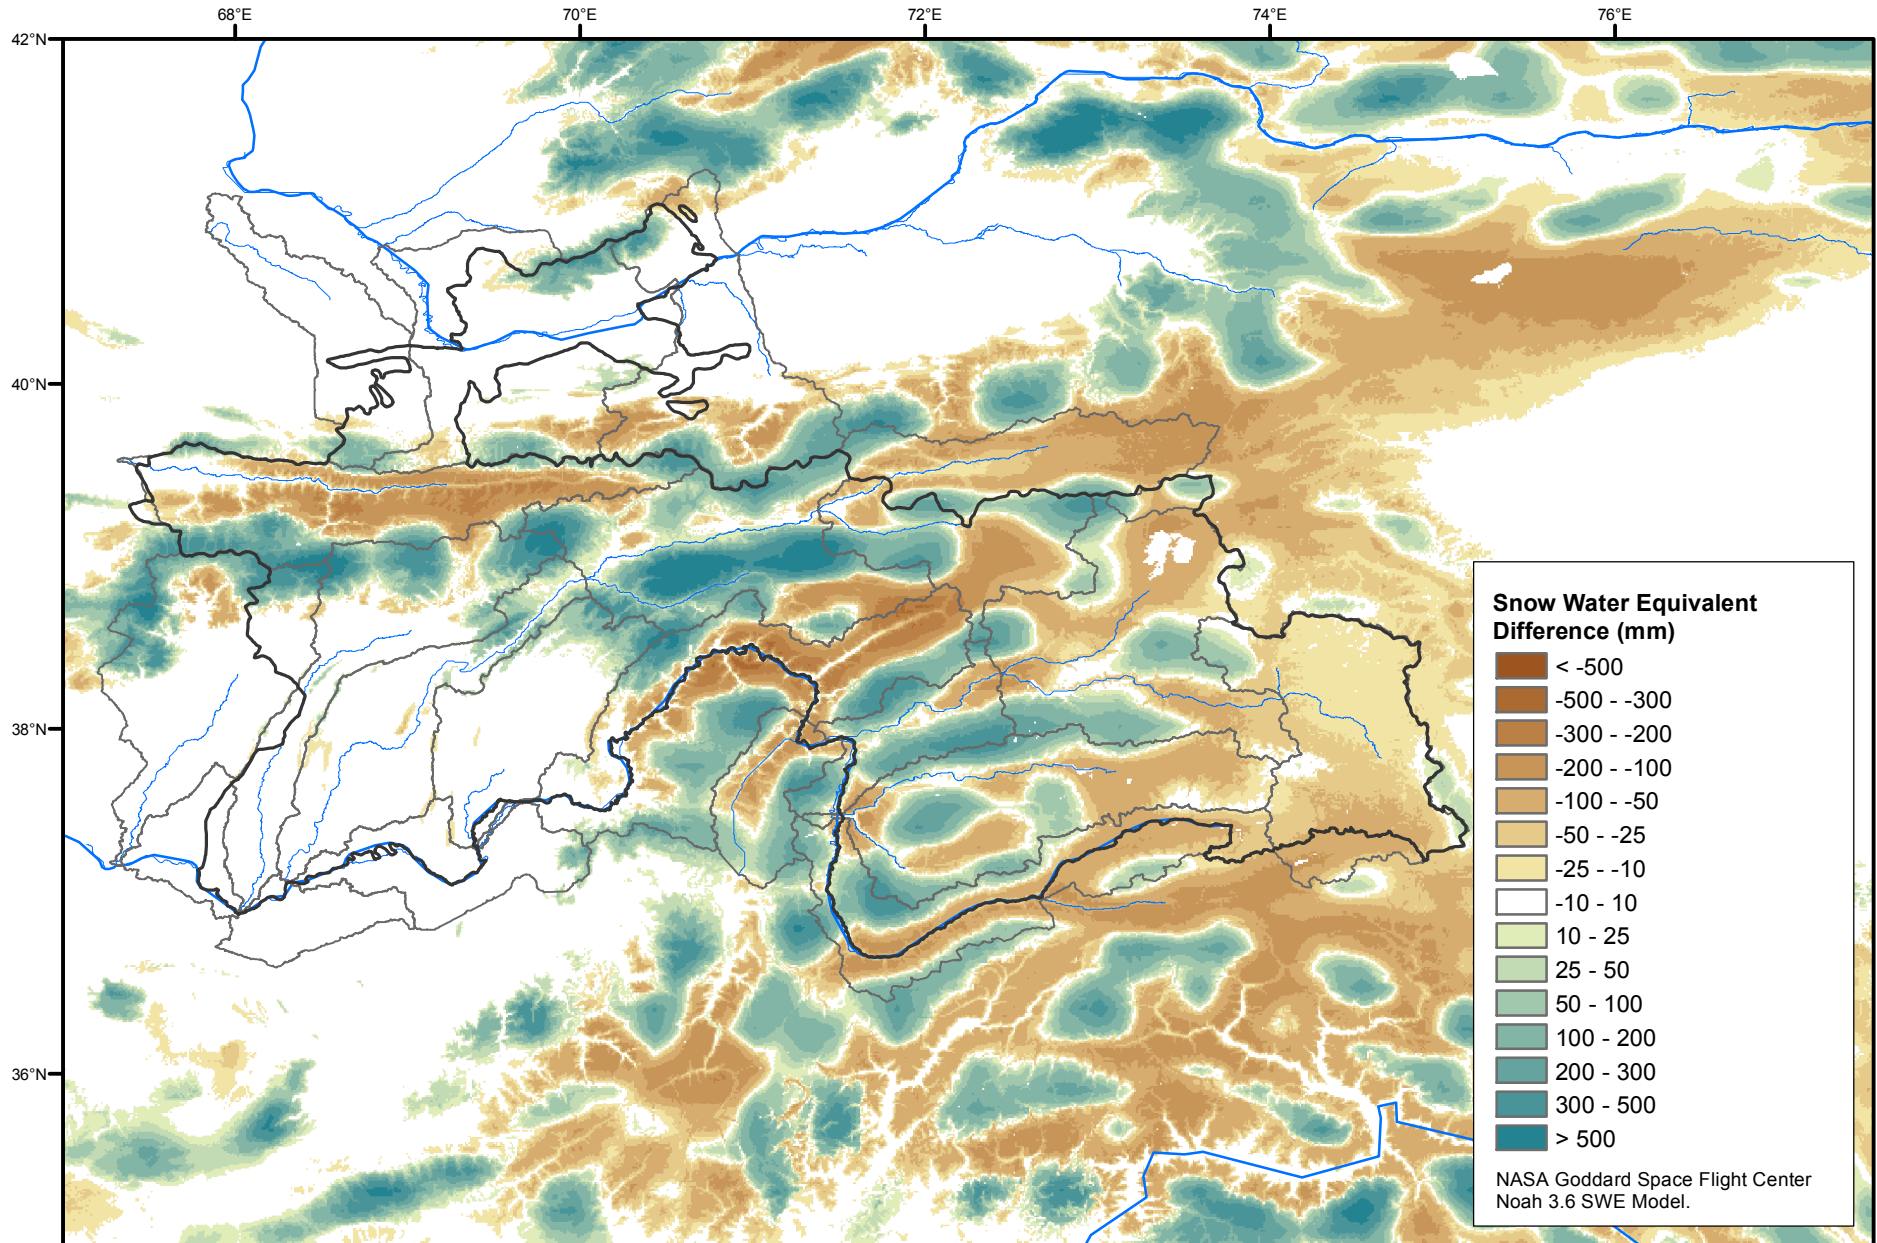 68°E
70°E
72°E
74°E
76°E
42°N
40°N
38°N
36°N
Snow Water Equivalent
Difference (mm)
< -500
-500 - -300
-300 - -200
-200 - -100
-100 - -50
-50 - -25
-25 - -10
-10 - 10
10 - 25
25 - 50
50 - 100
100 - 200
200 - 300
300 - 500
> 500
NASA Goddard Space Flight Center
Noah 3.6 SWE Model.